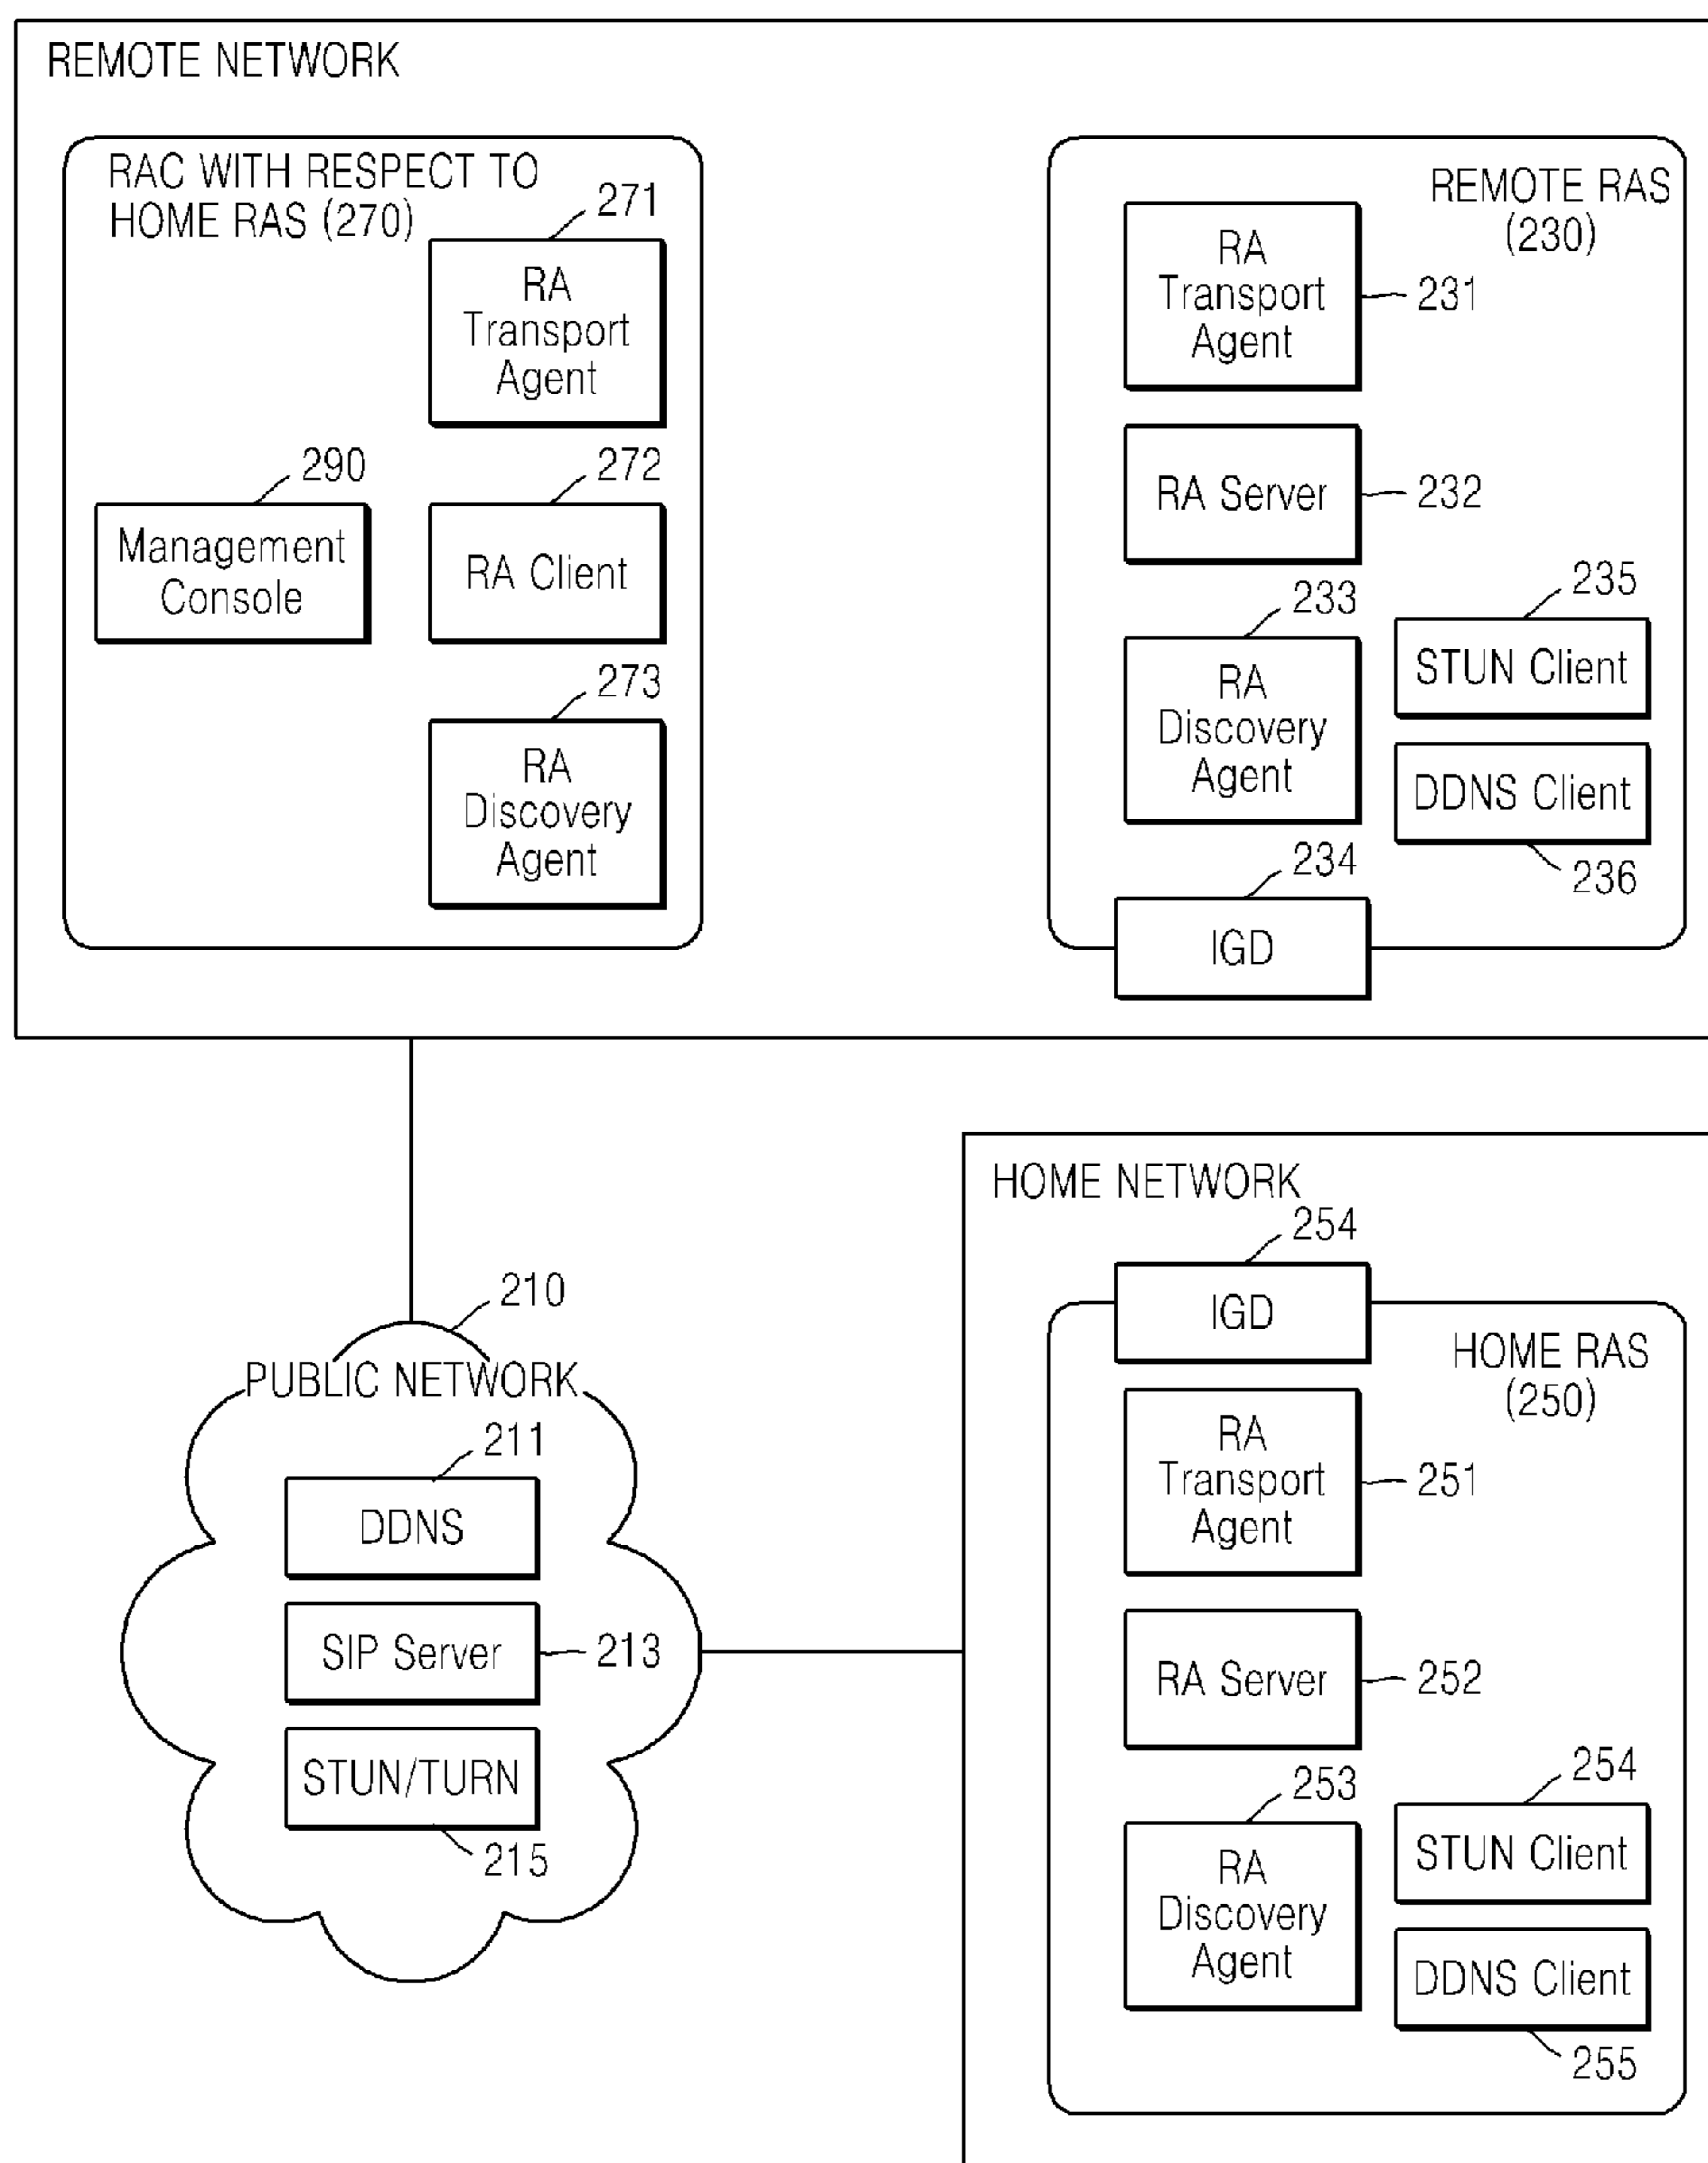 REMOTE NETWORK
RAC WITH RESPECT TO
HOME RAS (270)
271
RA
Transport
Agent
290
Management
Console
272
RA Client
273
RA
Discovery
Agent
REMOTE RAS
(230)
RA
Transport
Agent
231
RA Server
232
233
RA
Discovery
Agent
235
STUN Client
DDNS Client
236
234
IGD
210
PUBLIC NETWORK
211
DDNS
SIP Server
213
STUN/TURN
215
HOME NETWORK
254
IGD
HOME RAS
(250)
RA
Transport
Agent
251
RA Server
252
253
RA
Discovery
Agent
254
STUN Client
DDNS Client
255